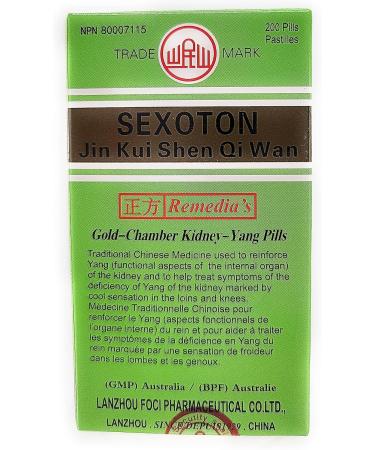 NPN 80007115
200 Pills
Pastilles
TRADE MARK
SEXOTON
Jin Kui Shen Qi Wan
正方 Remedia's
Gold-Chamber Kidney-Yang Pills
Traditional Chinese Medicine used to reinforce
Yang (functional aspects of the internal organ)
of the kidney and to help treat symptoms of the
deficiency of Yang of the kidney marked by
cool sensation in the loins and knees.
Médecine Traditionnelle Chinoise pour
renforcer le Yang (aspects fonctionnels de
l'organe interne) du rein et pour aider à traiter
les symptômes de la déficience en Yang du
rein marquée par une sensation de froideur
dans les lombes et les genoux.
(GMP) Australia / (BPF) Australie
LANZHOU FOCI PHARMACEUTICAL CO.LTD.,
LANZHOU , SINCE 1929 , CHINA